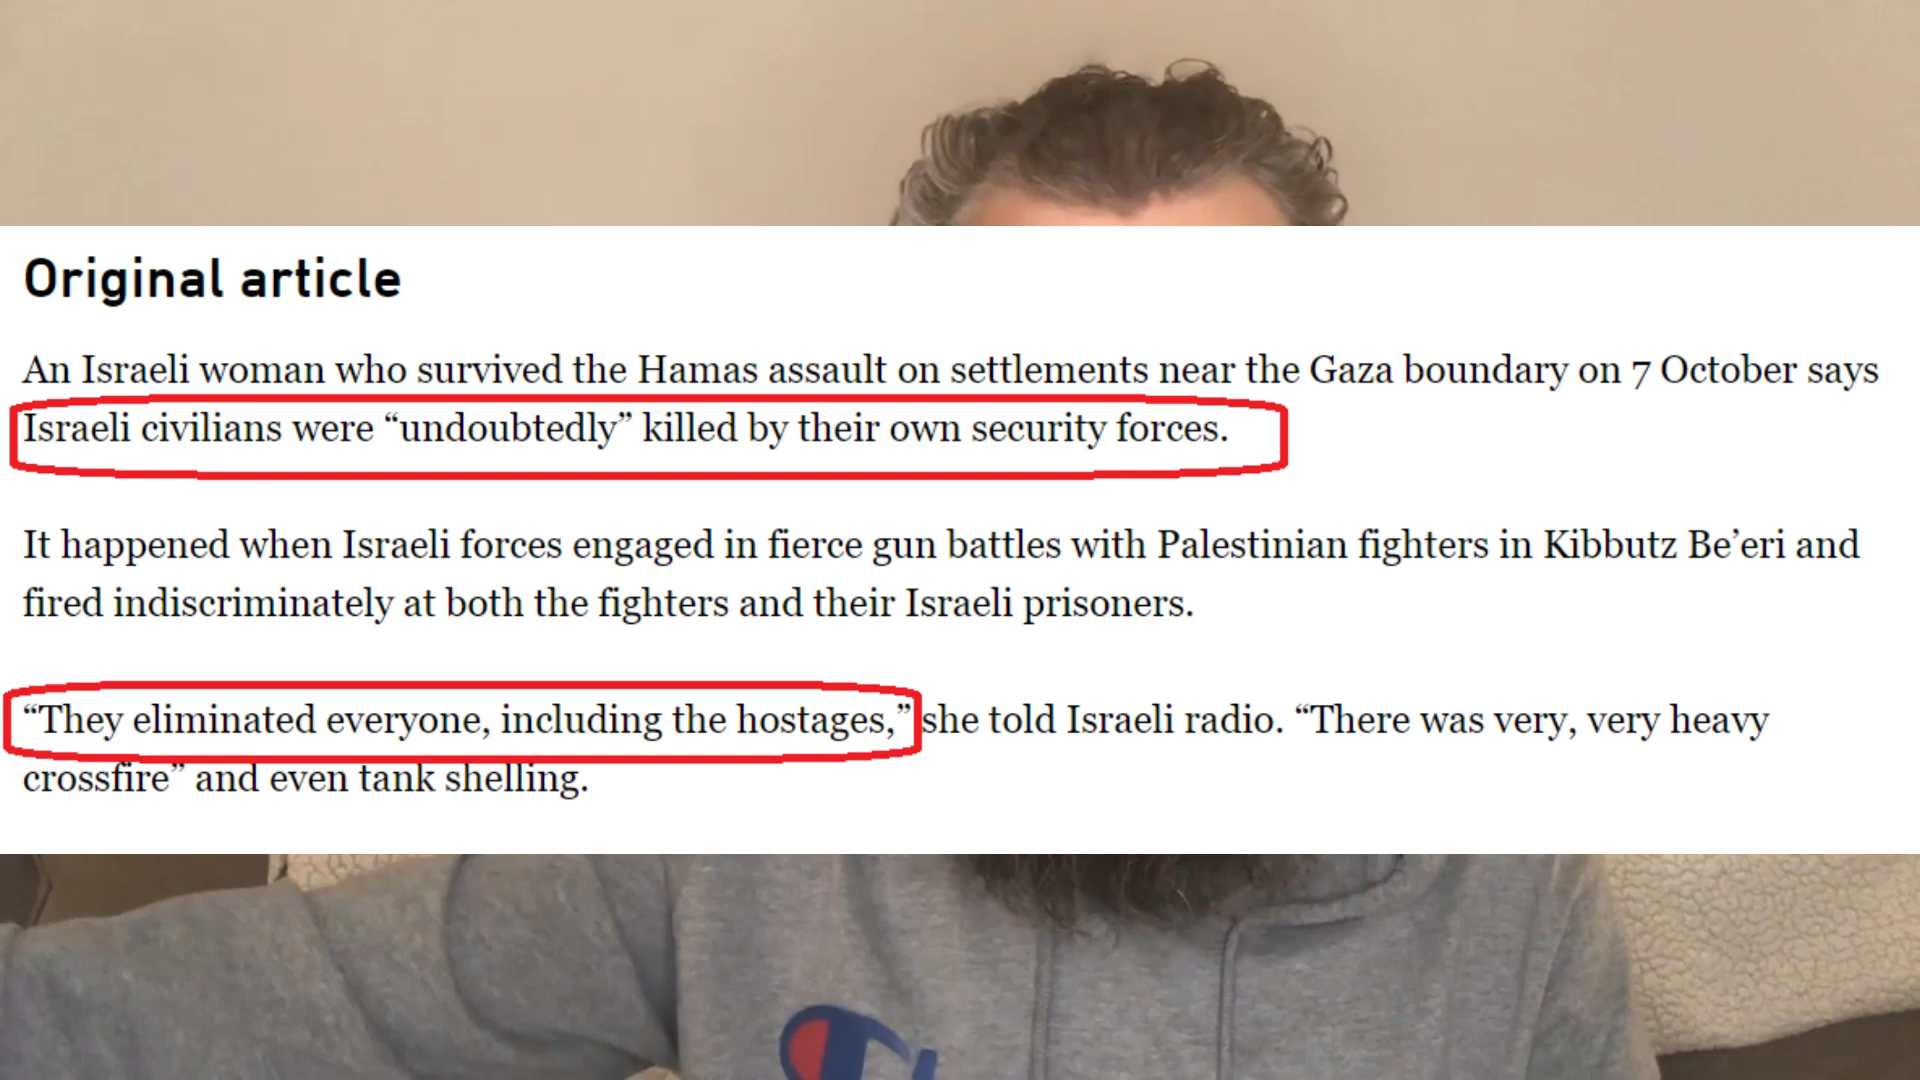 Original article
An Israeli woman who survived the Hamas assault on settlements near the Gaza boundary on 7 October says
Israeli civilians were “undoubtedly” killed by their own security forces.
It happened when Israeli forces engaged in fierce gun battles with Palestinian fighters in Kibbutz Be’eri and
fired indiscriminately at both the fighters and their Israeli prisoners.
“They eliminated everyone, including the hostages,” she told Israeli radio. “There was very, very heavy
crossfire” and even tank shelling.